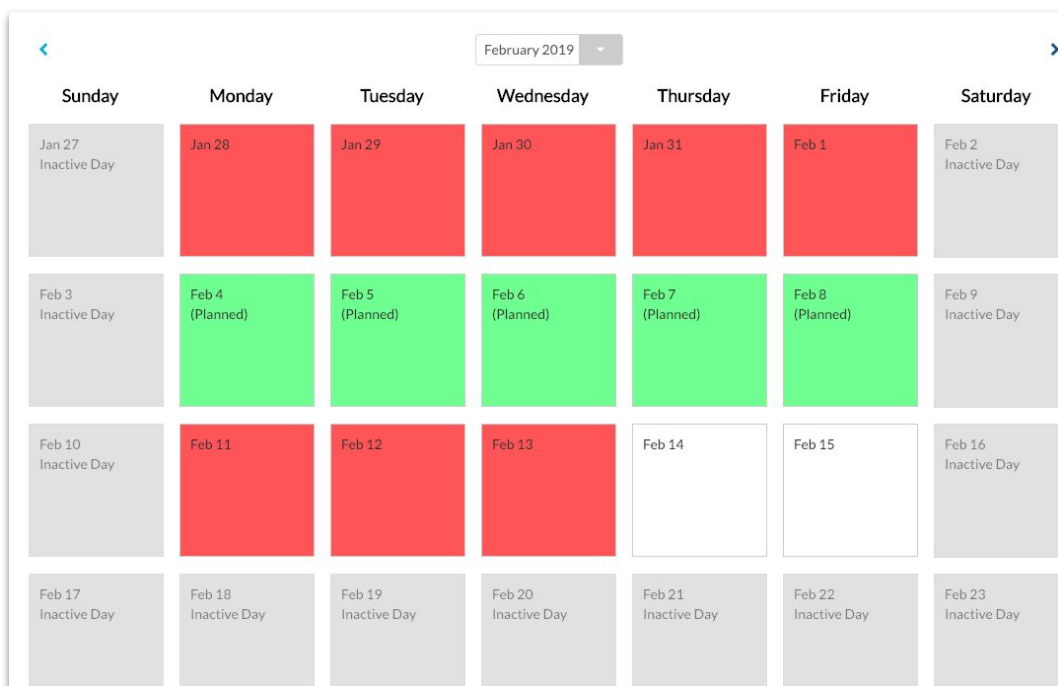 February 2019
Sunday Monday Tuesday Wednesday Thursday Friday Saturday
Jan 27 Jan 28 Jan 29 Jan 30 Jan 31 Feb 1 Feb 2
Inactive Day Inactive Day
Feb 3 Feb 4 Feb 5 Feb 6 Feb 7 Feb 8 Feb 9
Inactive Day (Planned) (Planned) (Planned) (Planned) (Planned) Inactive Day
Feb 10 Feb 11 Feb 12 Feb 13 Feb 14 Feb 15 Feb 16
Inactive Day Inactive Day
Feb 17 Feb 18 Feb 19 Feb 20 Feb 21 Feb 22 Feb 23
Inactive Day Inactive Day Inactive Day Inactive Day Inactive Day Inactive Day Inactive Day